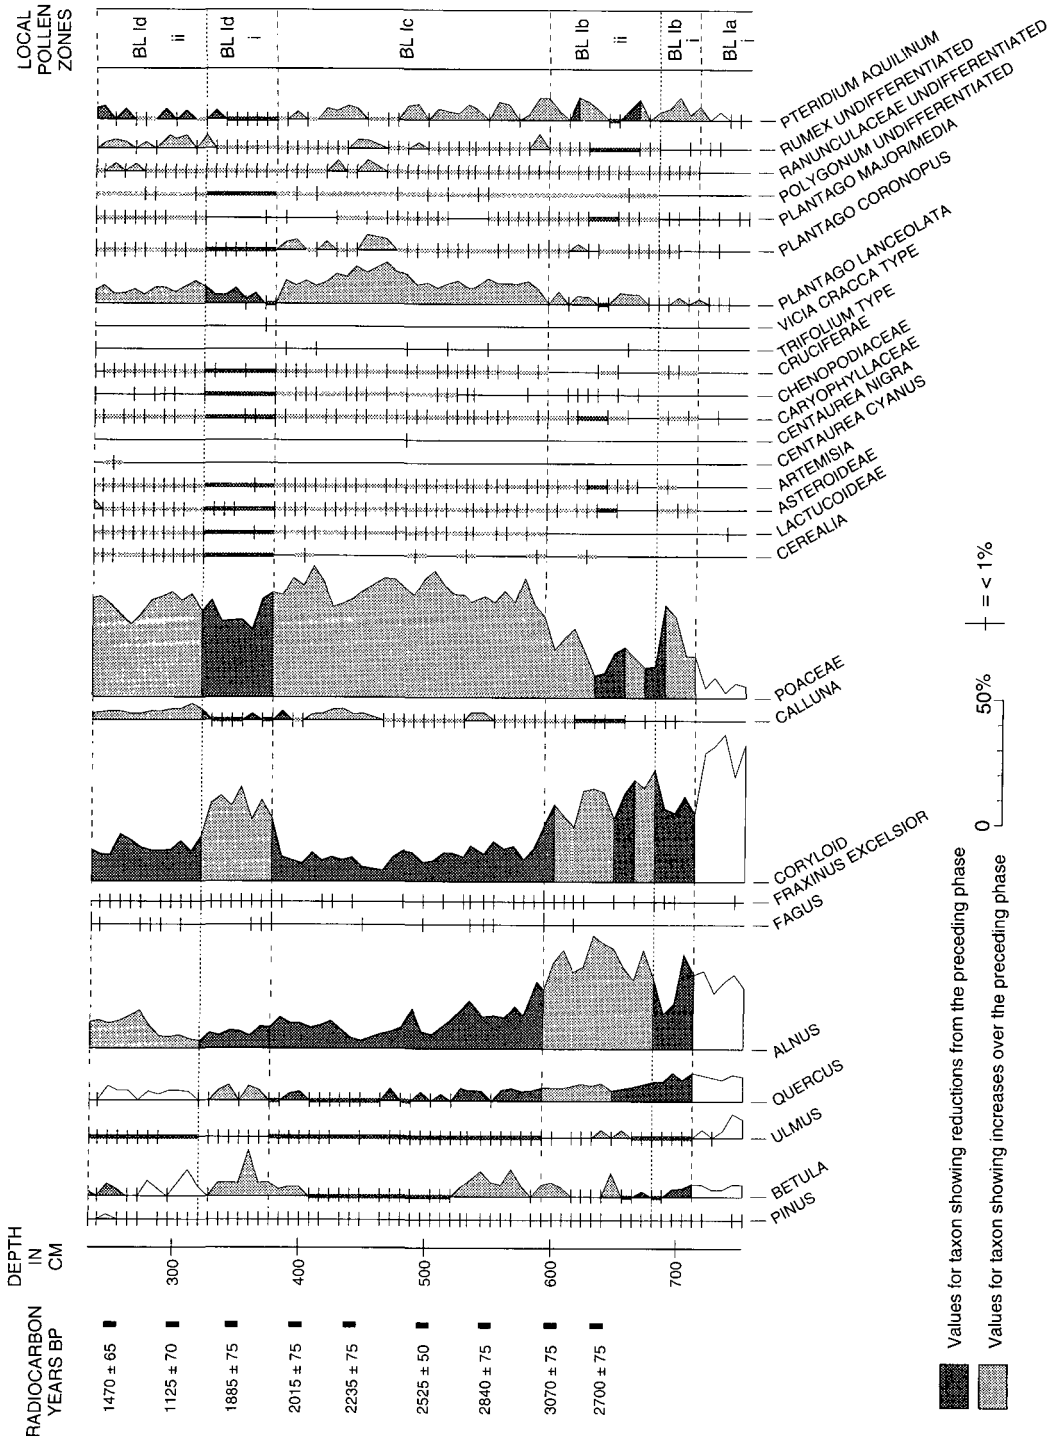 LOCAL
POLLEN
ZONES
BL Id
ii
BL Id
i
BL Ic
BL Ib
ii
BL Ib
i
BL Ia
i
PTERIDIUM AQUILINUM
RUMEX UNDIFFERENTIATED
RANUNCULACEAE UNDIFFERENTIATED
POLYGONUM UNDIFFERENTIATED
PLANTAGO MAJOR/MEDIA
PLANTAGO CORONOPUS
PLANTAGO LANCEOLATA
VICIA CRACCA TYPE
TRIFOLIUM TYPE
CRUCIFERAE
CHENOPODIACEAE
CARYOPHYLLACEAE
CENTAUREA NIGRA
CENTAUREA CYANUS
ARTEMISIA
ASTEROIDEAE
LACTUCOIDEAE
CEREALIA
POACEAE
CALLUNA
CORYLOID
FRAXINUS EXCELSIOR
FAGUS
ALNUS
QUERCUS
ULMUS
BETULA
PINUS
DEPTH
IN
CM
300
400
500
600
700
RADIOCARBON
YEARS BP
1470 ± 65
1125 ± 70
1885 ± 75
2015 ± 75
2235 ± 75
2525 ± 50
2840 ± 75
3070 ± 75
2700 ± 75
= < 1%
0
50%
Values for taxon showing reductions from the preceding phase
Values for taxon showing increases over the preceding phase